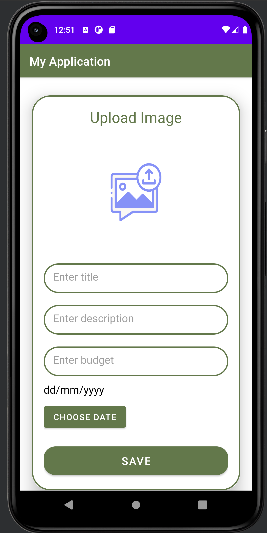 12:51
My Application
Upload Image
Enter title
Enter description
Enter budget
dd/mm/yyyy
CHOOSE DATE
SAVE